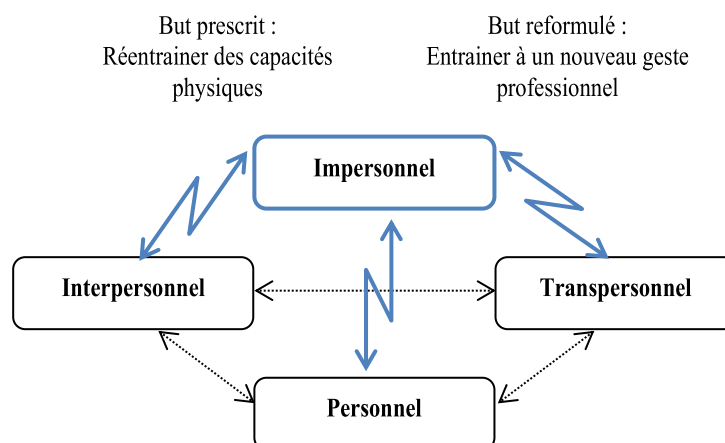 But prescrit :
Réentrainer des capacités
physiques
But reformulé :
Entrainer à un nouveau geste
professionnel
Impersonnel
Interpersonnel
Transpersonnel
Personnel